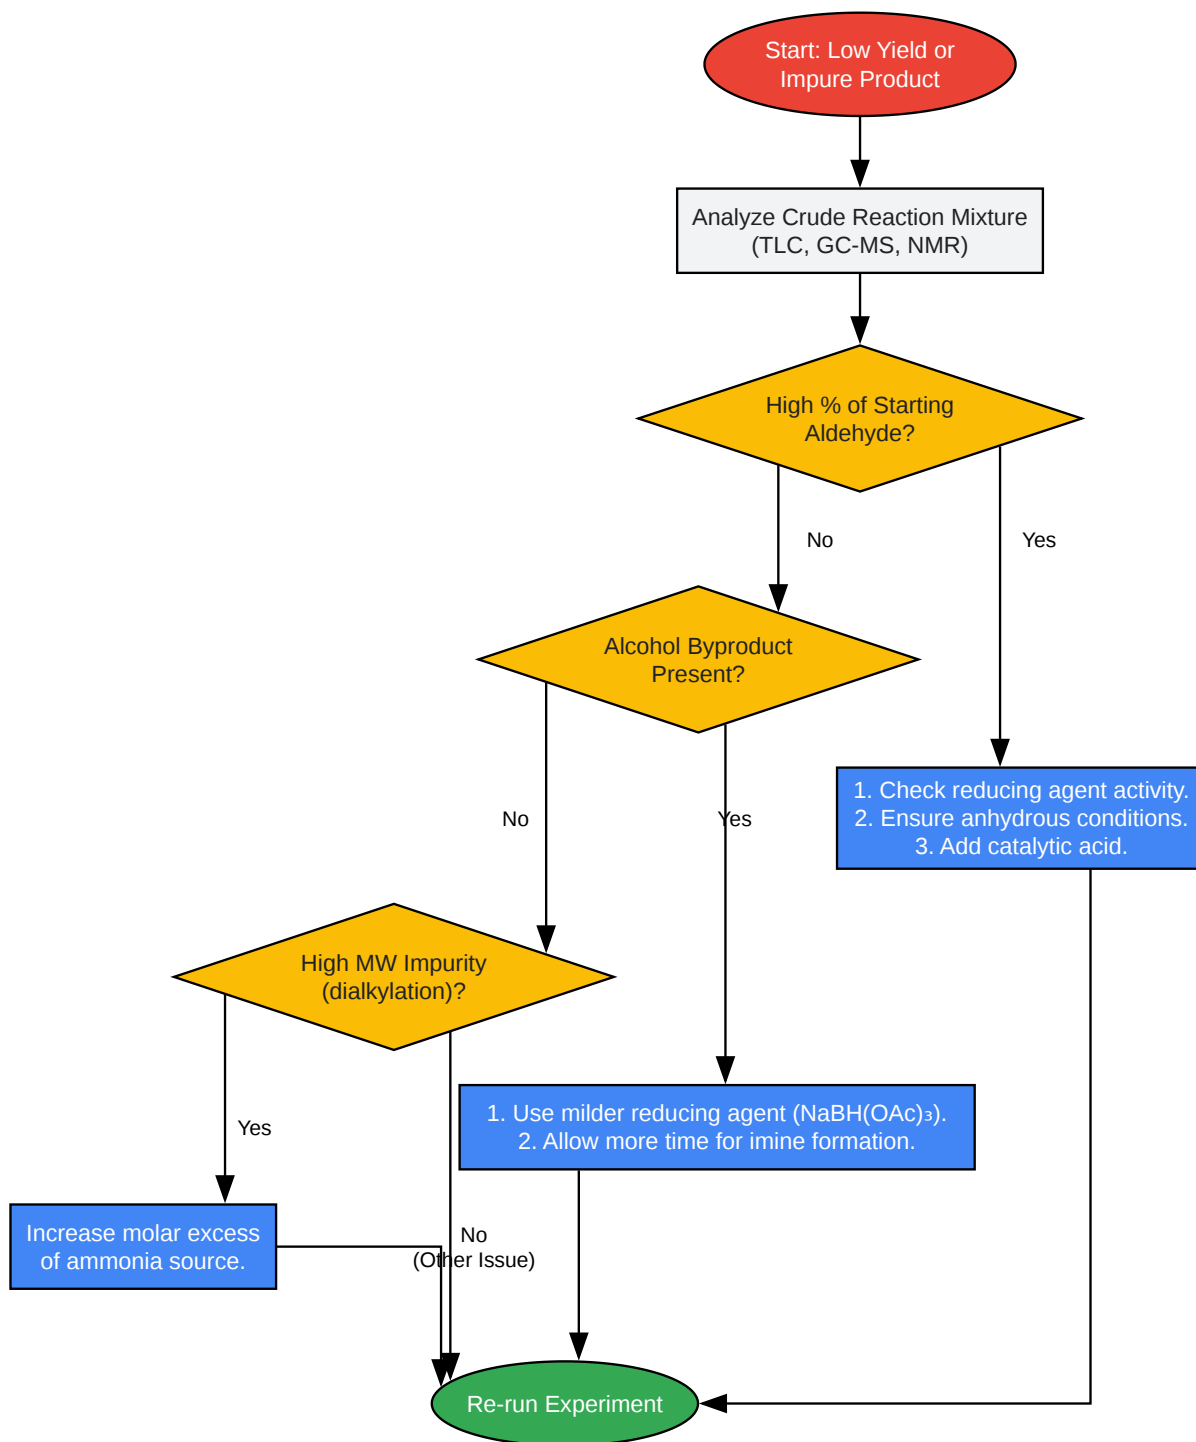 Start: Low Yield or
Impure Product
Analyze Crude Reaction Mixture
(TLC, GC-MS, NMR)
High % of Starting
Aldehyde?
No
Yes
Alcohol Byproduct
Present?
1. Check reducing agent activity.
2. Ensure anhydrous conditions.
3. Add catalytic acid.
No
Yes
High MW Impurity
(dialkylation)?
1. Use milder reducing agent (NaBH(OAc)₃).
2. Allow more time for imine formation.
Yes
Increase molar excess
of ammonia source.
No
(Other Issue)
Re-run Experiment